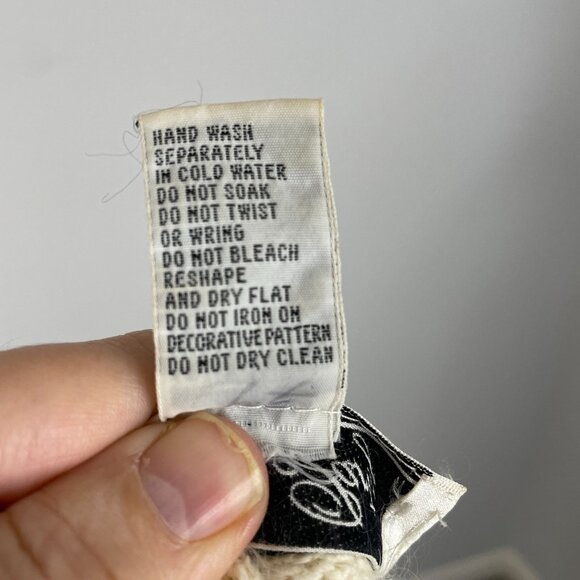 HAND WASH
SEPARATELY
IN COLD WATER
DO NOT SOAK
DO NOT TWIST
OR WRING
DO NOT BLEACH
RESHAPE
AND DRY FLAT
DO NOT IRON ON
DECORATIVE PATTERN
DO NOT DRY CLEAN